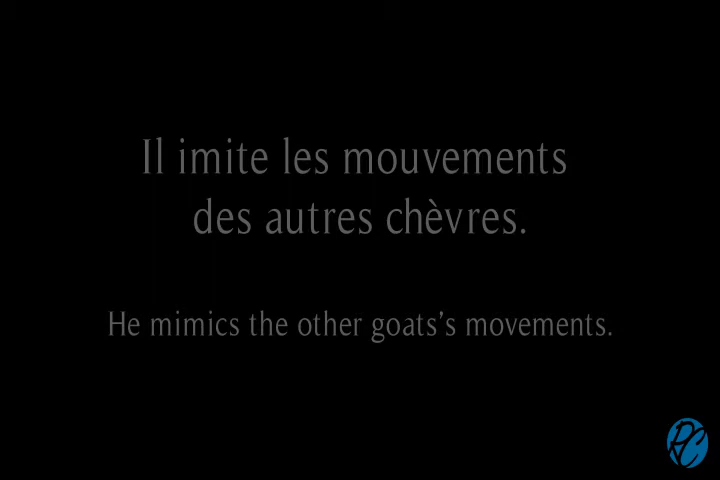 Il imite les mouvements
des autres chèvres.
He mimics the other goats's movements.